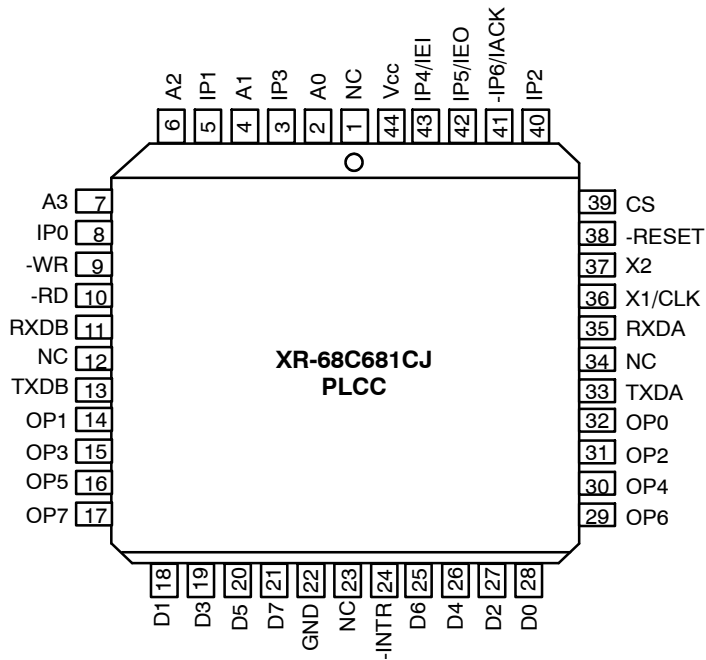 A2 IP1 A1 IP3 A0 NC Vcc IP4/IEI IP5/IEO -IP6/IACK IP2
6 5 4 3 2 1 44 43 42 41 40
A3 7
IP0 8
-WR 9
-RD 10
RXDB 11
NC 12
TXDB 13
OP1 14
OP3 15
OP5 16
OP7 17
XR-68C681CJ
PLCC
39 CS
38 -RESET
37 X2
36 X1/CLK
35 RXDA
34 NC
33 TXDA
32 OP0
31 OP2
30 OP4
29 OP6
18 19 20 21 22 23 24 25 26 27 28
D1 D3 D5 D7 GND NC -INTR D6 D4 D2 D0